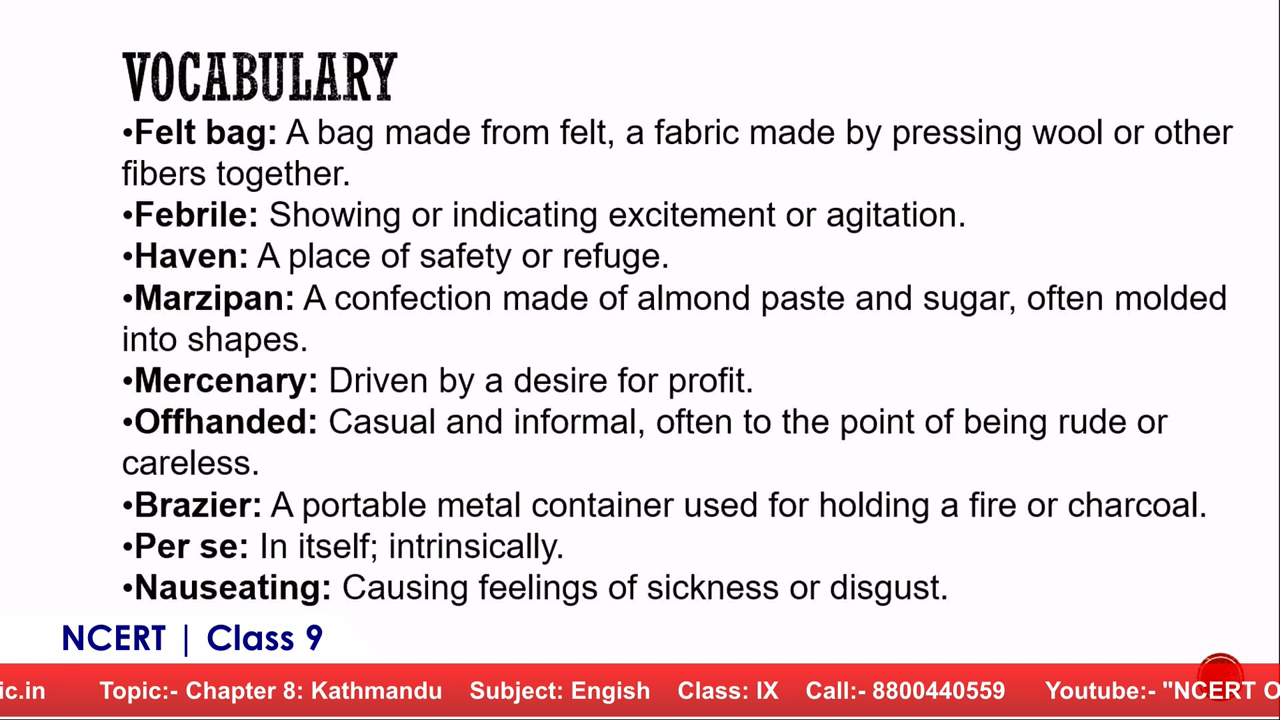 VOCABULARY
•Felt bag: A bag made from felt, a fabric made by pressing wool or other
fibers together.
•Febrile: Showing or indicating excitement or agitation.
•Haven: A place of safety or refuge.
•Marzipan: A confection made of almond paste and sugar, often molded
into shapes.
•Mercenary: Driven by a desire for profit.
•Offhanded: Casual and informal, often to the point of being rude or
careless.
•Brazier: A portable metal container used for holding a fire or charcoal.
•Per se: In itself; intrinsically.
•Nauseating: Causing feelings of sickness or disgust.
NCERT | Class 9
ic.in Topic:- Chapter 8: Kathmandu Subject: Engish Class: IX Call:- 8800440559 Youtube:- "NCERT O